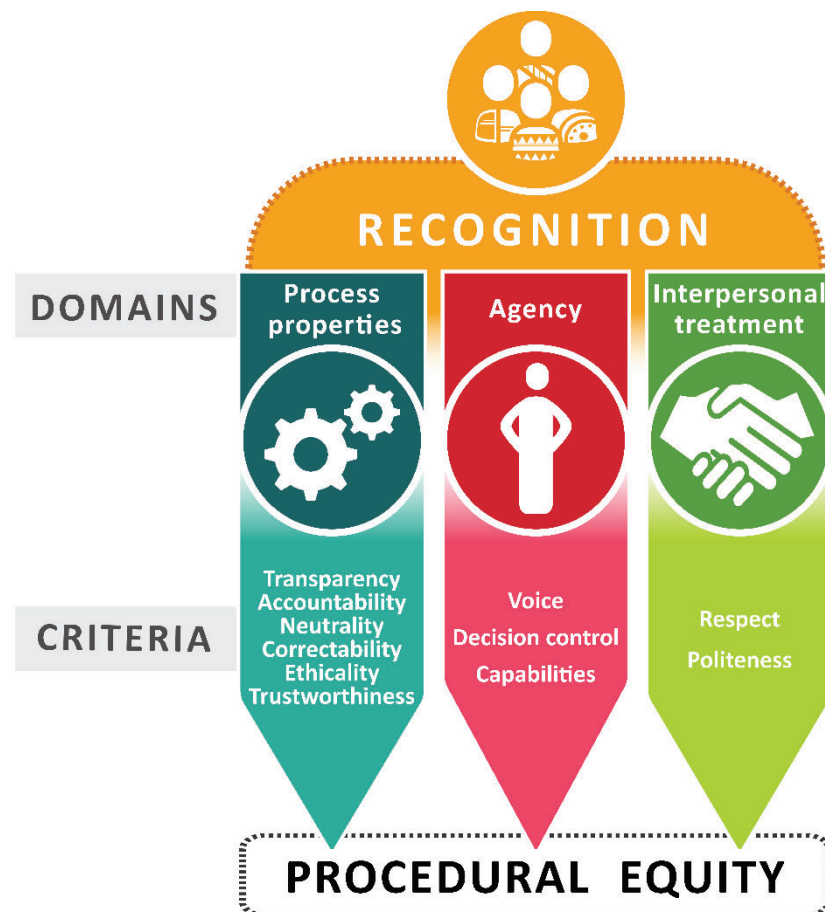 RECOGNITION
DOMAINS
Process
properties
Agency
Interpersonal
treatment
CRITERIA
Transparency
Accountability
Neutrality
Correctability
Ethicality
Trustworthiness
Voice
Decision control
Capabilities
Respect
Politeness
PROCEDURAL EQUITY